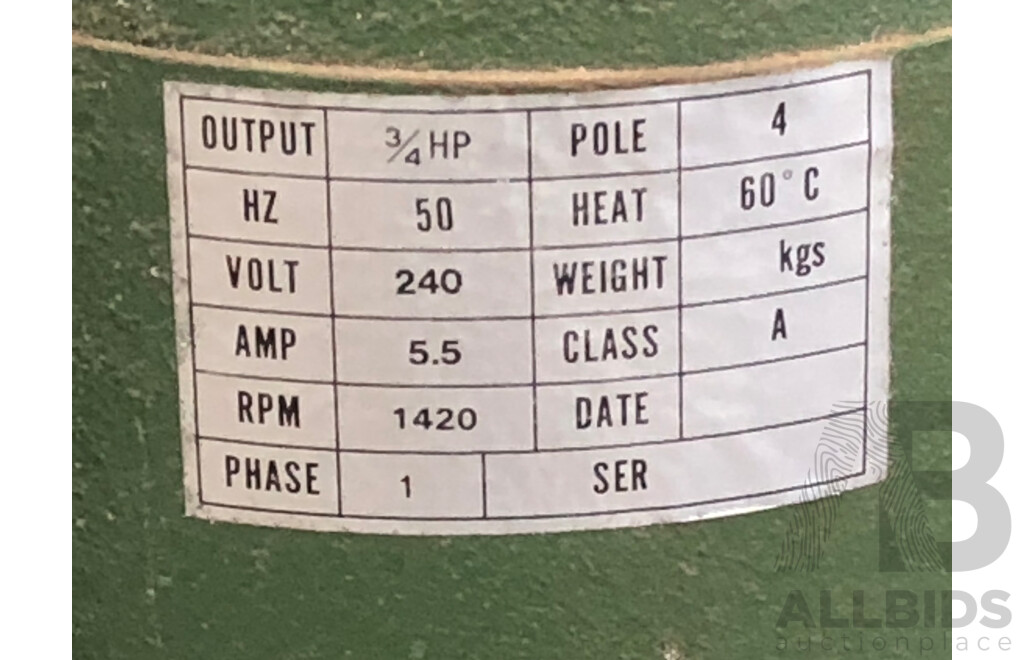 OUTPUT ¾ HP POLE 4
HZ 50 HEAT 60°C
VOLT 240 WEIGHT kgs
AMP 5.5 CLASS A
RPM 1420 DATE
PHASE 1 SER
B
ALLBIDS
auctionplace